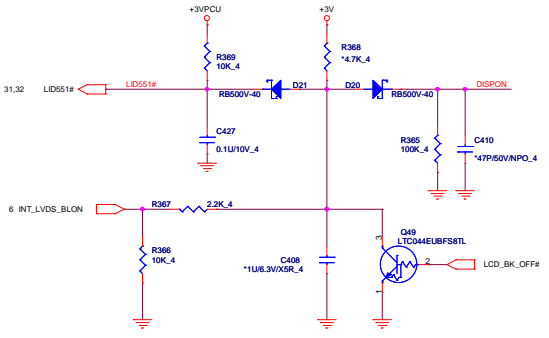 +3VPCU
+3V
R369
10K_4
R368
*4.7K_4
31,32
LID551#
LID551#
D21
D20
DISPON
RB500V-40
RB500V-40
C427
0.1U/10V_4
R365
100K_4
C410
*47P/50V/NPO_4
6
INT_LVDS_BLON
R367
2.2K_4
R366
10K_4
C408
*1U/6.3V/X5R_4
Q49
LTC044EUBFS8TL
3
2
1
LCD_BK_OFF#